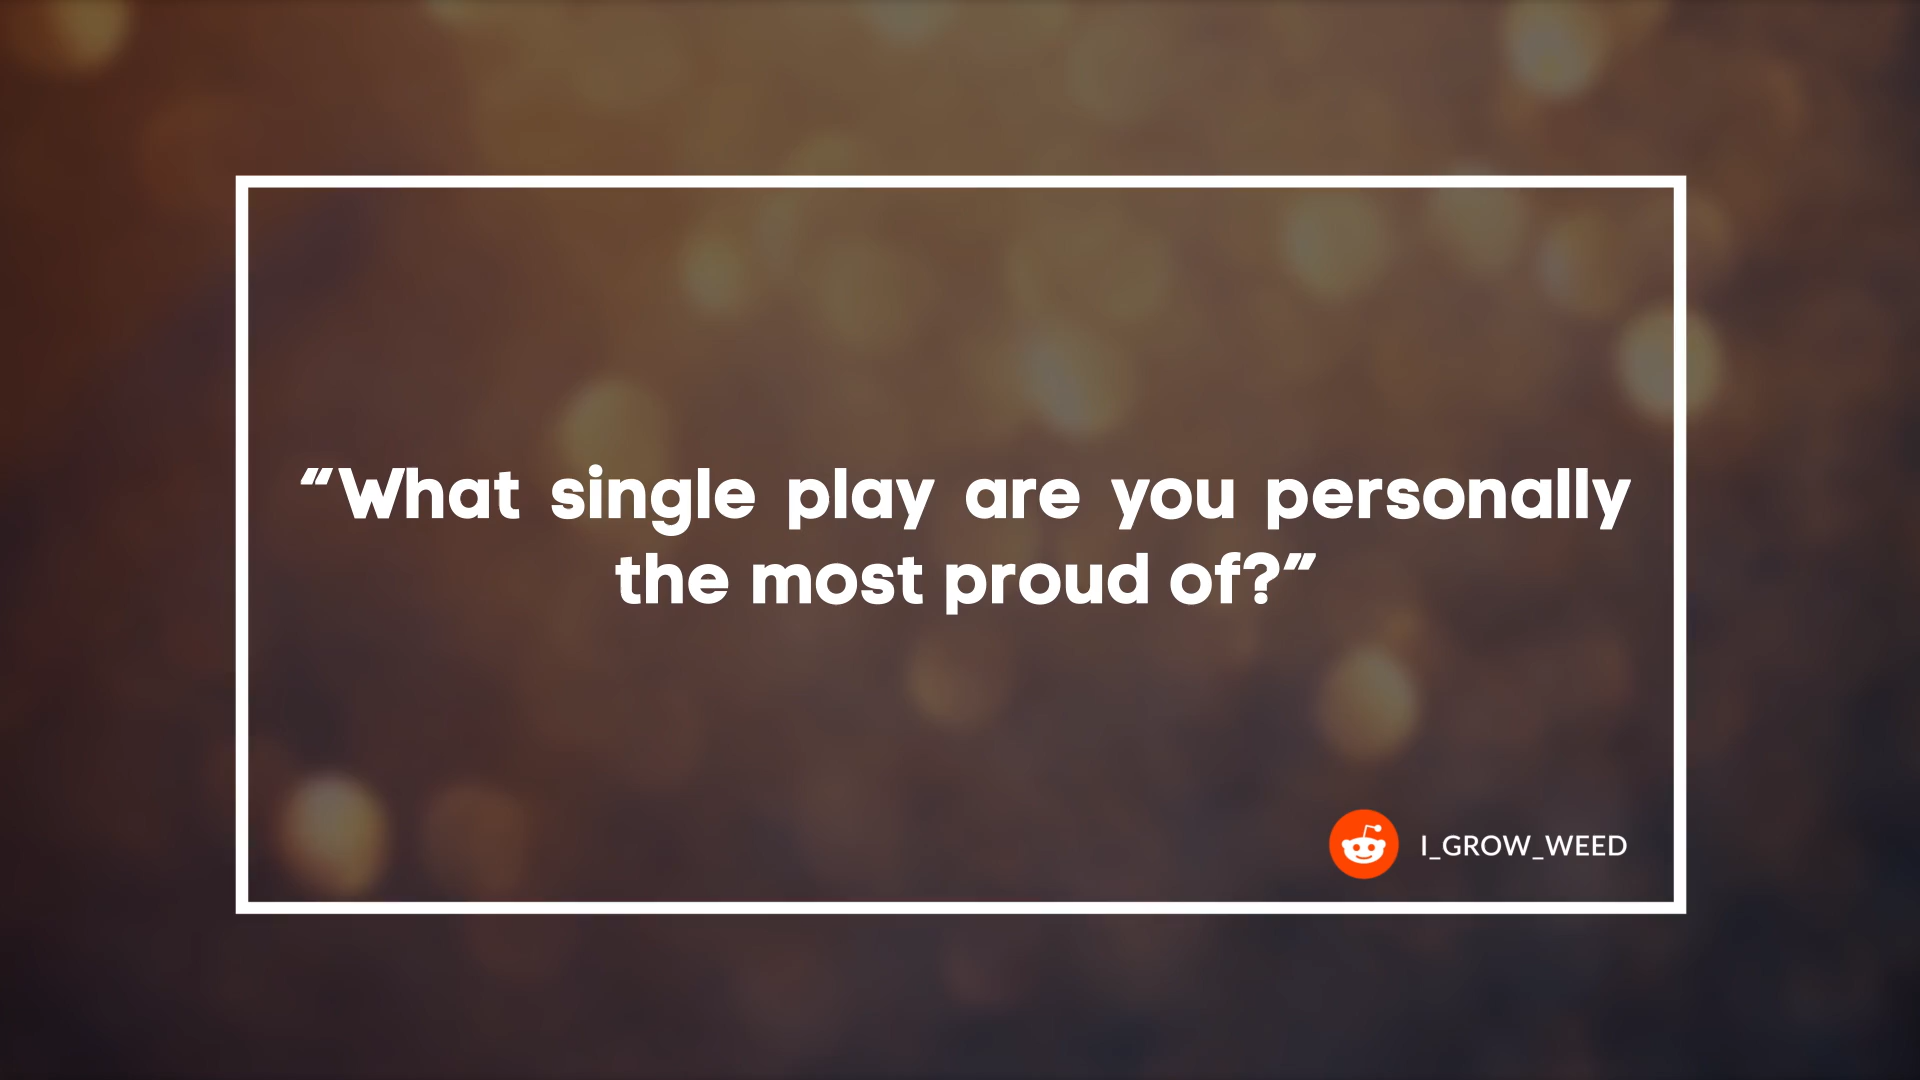 “What single play are you personally
the most proud of?”
I_GROW_WEED